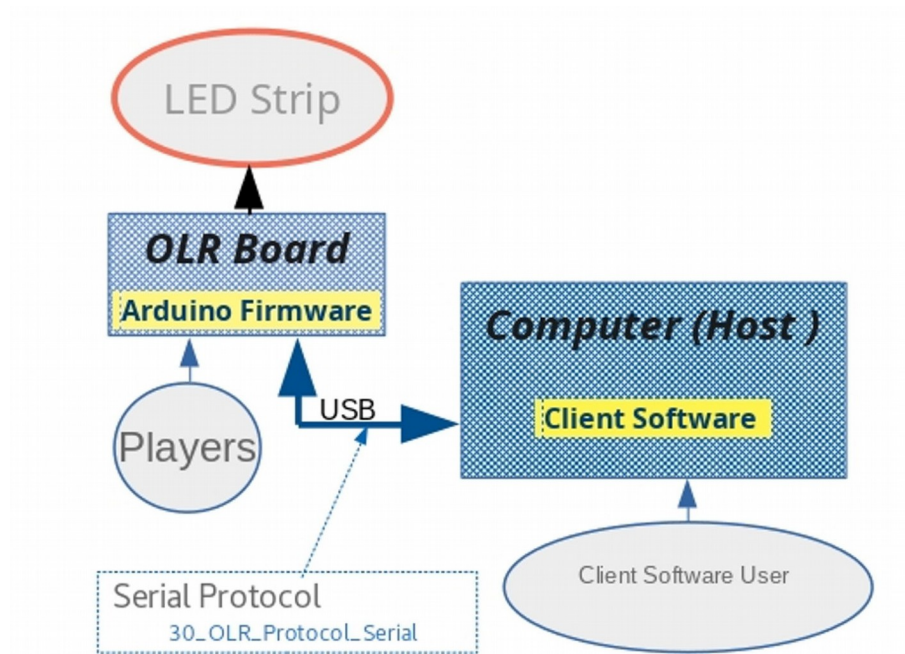 LED Strip
OLR Board
Arduino Firmware
Computer (Host )
Client Software
USB
Players
Client Software User
Serial Protocol
30_OLR_Protocol_Serial